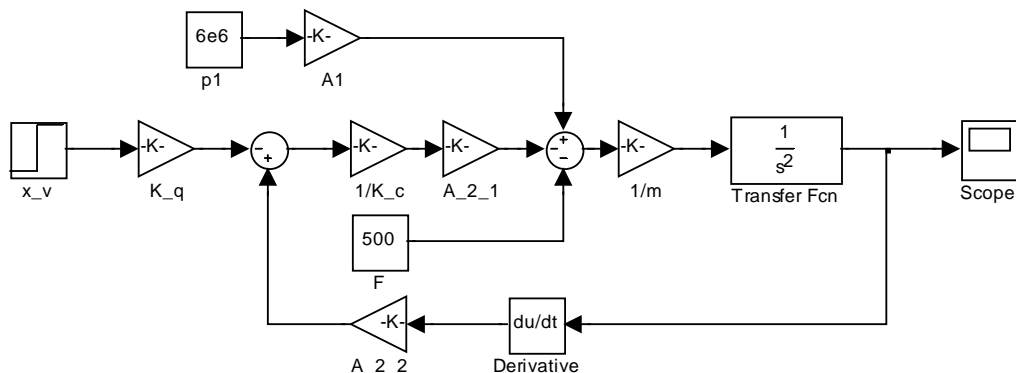 6e6
-K-
p1
A1
-
+
x_v
-K-
K_q
-
+
-K-
1/K_c
-K-
A_2_1
+
-
-
-K-
1/m
1
s2
Transfer Fcn
Scope
500
F
-K-
A_2_2
du/dt
Derivative